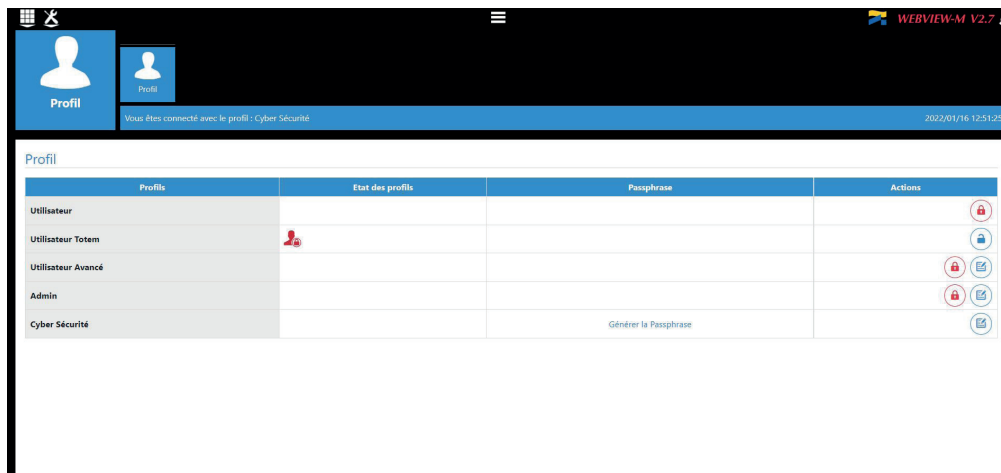 WEBVIEW-M V2.7
Profil
Profil
Vous êtes connecté avec le profil : Cyber Sécurité 2022/01/16 12:51:25
Profil
Profils Etat des profils Passphrase Actions
Utilisateur
Utilisateur Totem
Utilisateur Avancé
Admin
Cyber Sécurité Générer la Passphrase